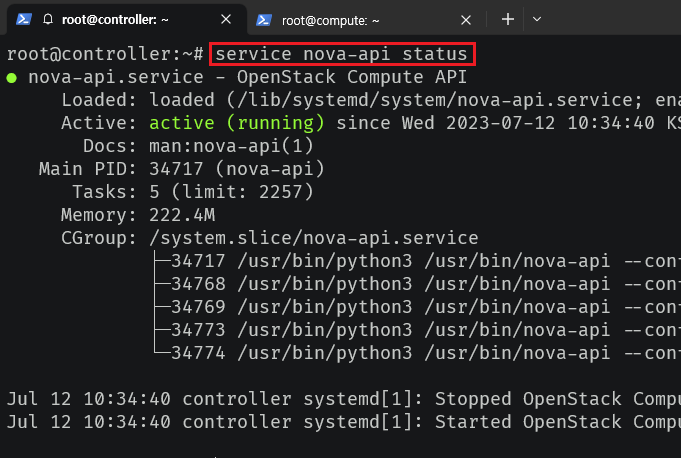 root@controller: ~
root@compute: ~
root@controller:~# service nova-api status
● nova-api.service - OpenStack Compute API
Loaded: loaded (/lib/systemd/system/nova-api.service; ena
Active: active (running) since Wed 2023-07-12 10:34:40 KS
Docs: man:nova-api(1)
Main PID: 34717 (nova-api)
Tasks: 5 (limit: 2257)
Memory: 222.4M
CGroup: /system.slice/nova-api.service
├─34717 /usr/bin/python3 /usr/bin/nova-api --conf
├─34768 /usr/bin/python3 /usr/bin/nova-api --conf
├─34769 /usr/bin/python3 /usr/bin/nova-api --conf
├─34773 /usr/bin/python3 /usr/bin/nova-api --conf
└─34774 /usr/bin/python3 /usr/bin/nova-api --conf
Jul 12 10:34:40 controller systemd[1]: Stopped OpenStack Compu
Jul 12 10:34:40 controller systemd[1]: Started OpenStack Compu